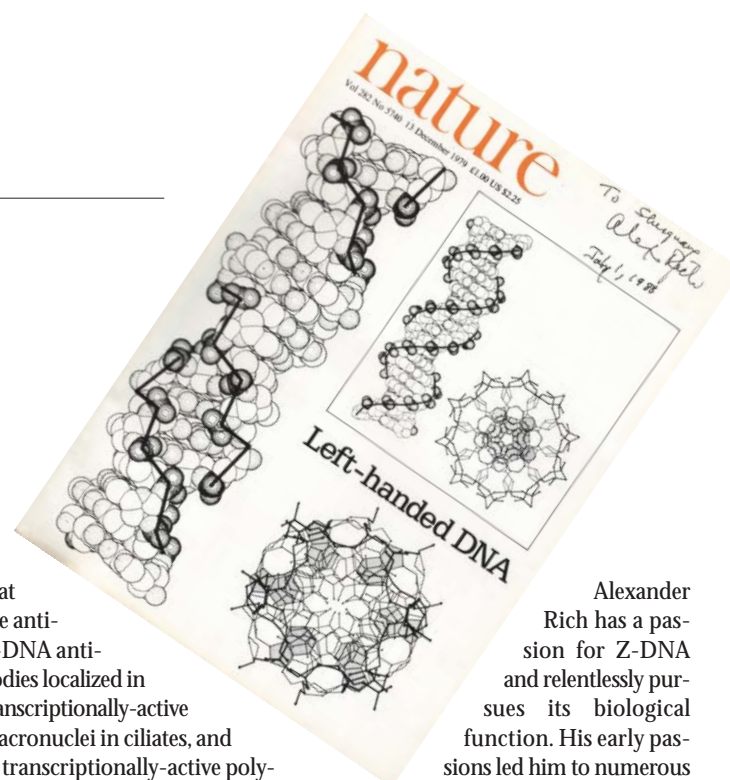 nature
Vol 282 No 5740 13 December 1979 £1.00 US $2.25
To
Alex Rich
July 1, 1988
Left-handed DNA
at
e anti-
-DNA anti-
odies localized in
ranscriptionally-active
acronuclei in ciliates, and
transcriptionally-active poly-
Alexander
Rich has a pas-
sion for Z-DNA
and relentlessly pur-
sues its biological
function. His early pas-
sions led him to numerous